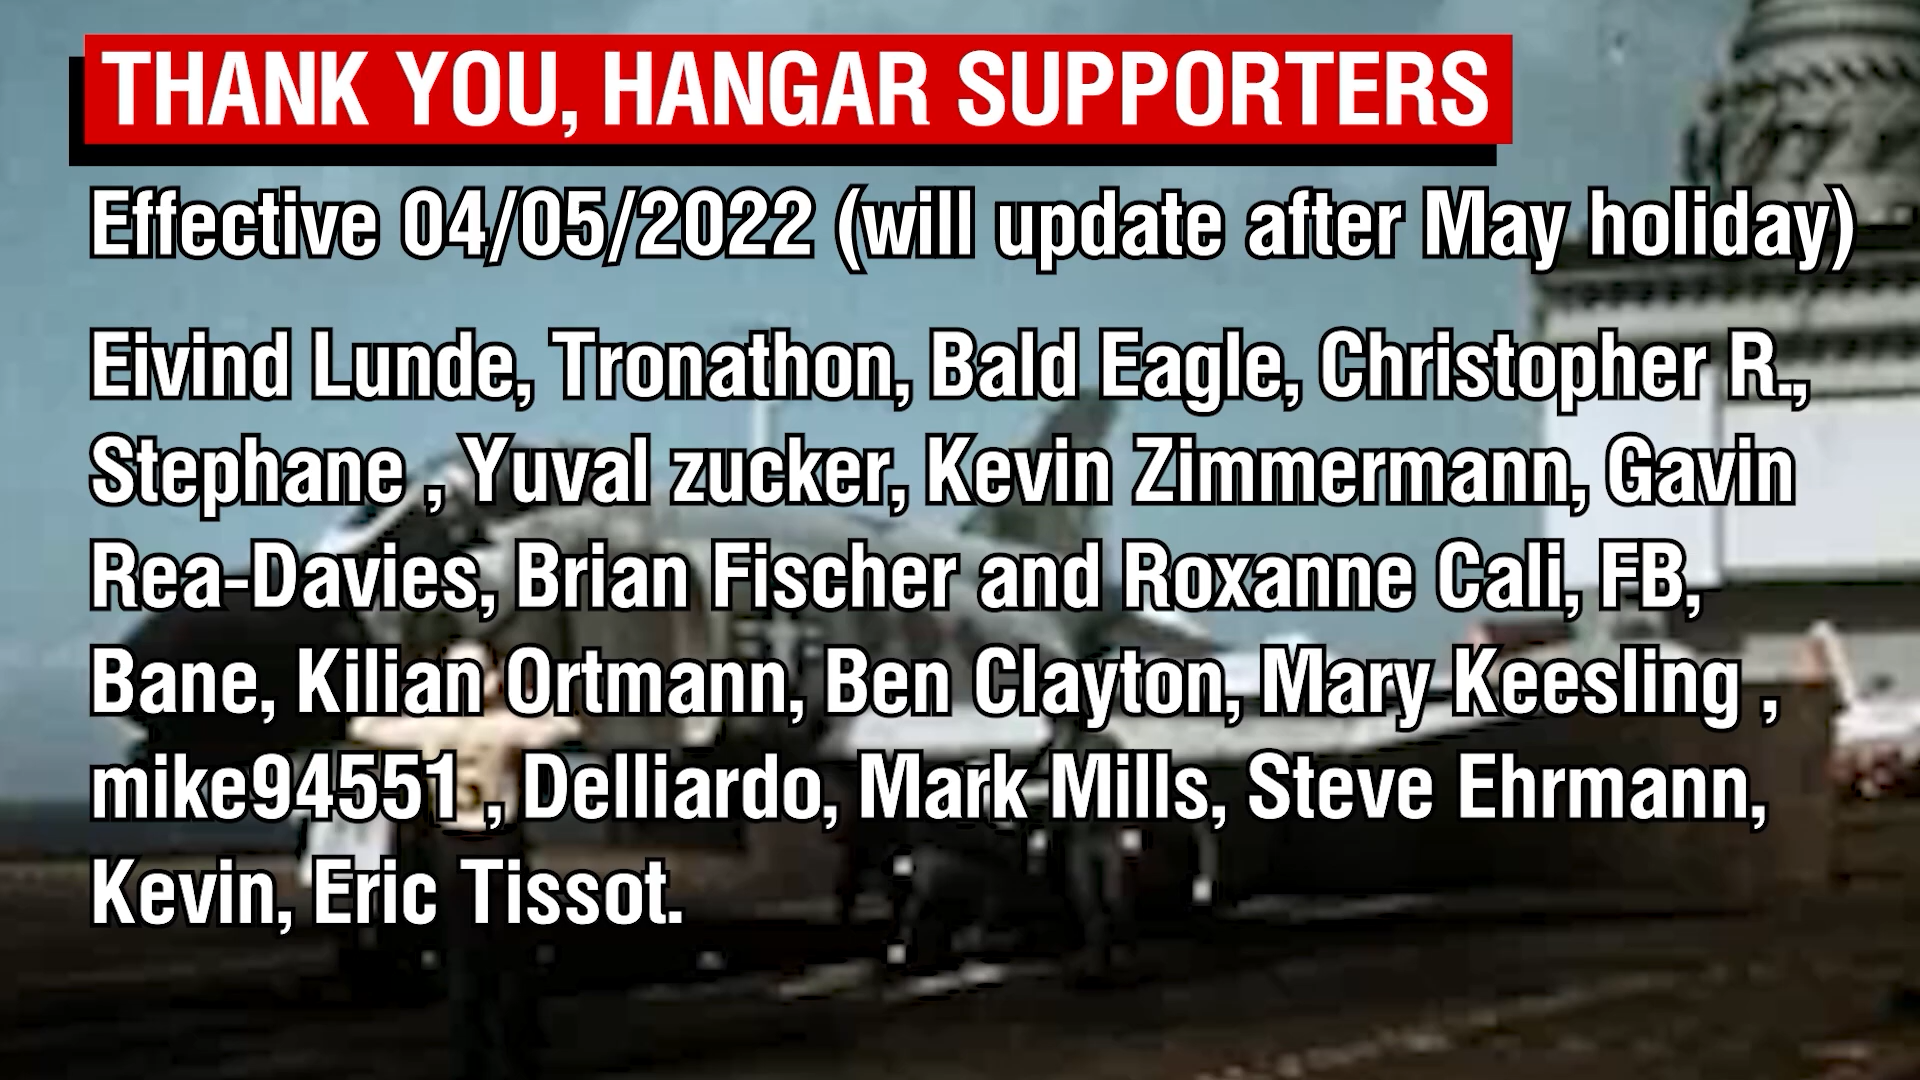 THANK YOU, HANGAR SUPPORTERS
Effective 04/05/2022 (will update after May holiday)
Eivind Lunde, Tronathon, Bald Eagle, Christopher R.,
Stephane , Yuval zucker, Kevin Zimmermann, Gavin
Rea-Davies, Brian Fischer and Roxanne Cali, FB,
Bane, Kilian Ortmann, Ben Clayton, Mary Keesling ,
mike94551 , Delliardo, Mark Mills, Steve Ehrmann,
Kevin, Eric Tissot.